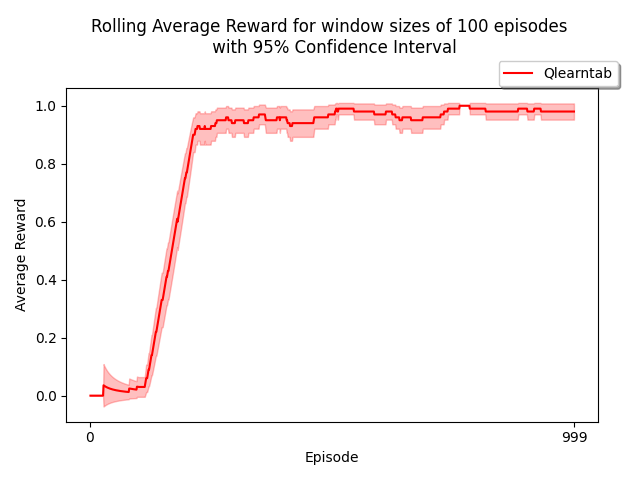 Rolling Average Reward for window sizes of 100 episodes
with 95% Confidence Interval
Qlearntab
1.0
0.8
0.6
0.4
0.2
0.0
Average Reward
0
999
Episode